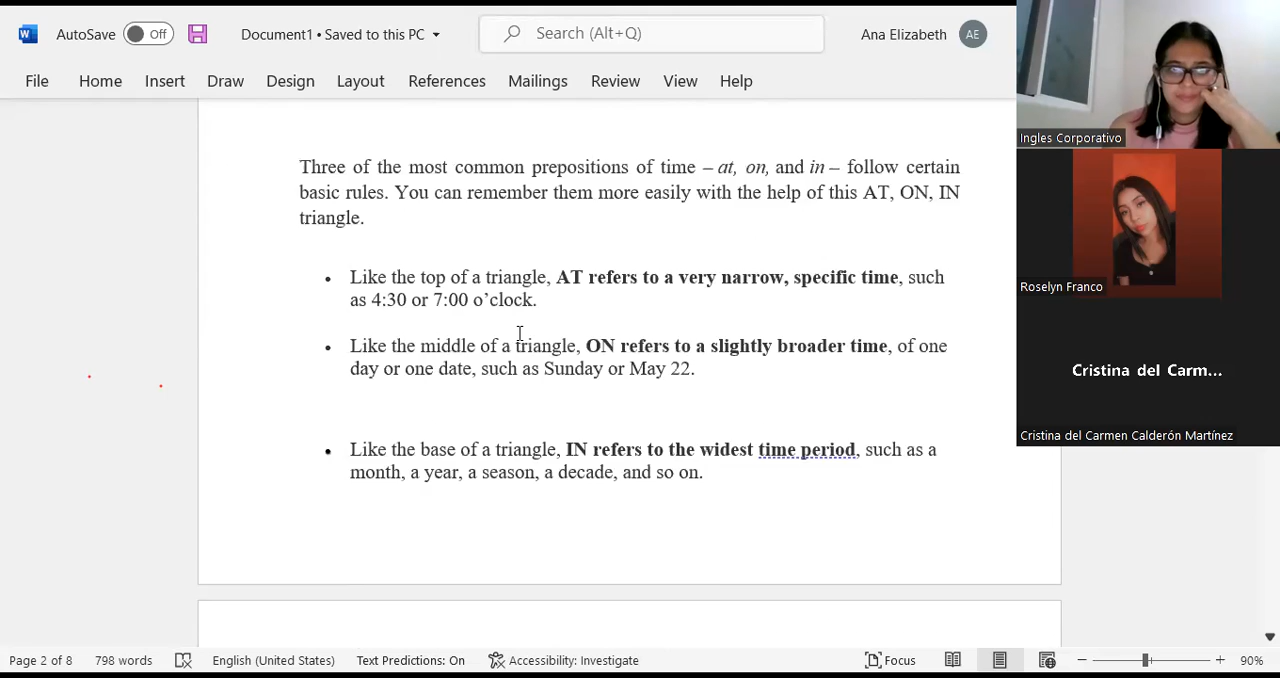 AutoSave Off Document1 • Saved to this PC Search (Alt+Q) Ana Elizabeth AE
File Home Insert Draw Design Layout References Mailings Review View Help
Three of the most common prepositions of time – at, on, and in – follow certain
basic rules. You can remember them more easily with the help of this AT, ON, IN
triangle.
• Like the top of a triangle, AT refers to a very narrow, specific time, such
as 4:30 or 7:00 o’clock.
• Like the middle of a triangle, ON refers to a slightly broader time, of one
day or one date, such as Sunday or May 22.
• Like the base of a triangle, IN refers to the widest time period, such as a
month, a year, a season, a decade, and so on.
Ingles Corporativo
Roselyn Franco
Cristina del Carm...
Cristina del Carmen Calderón Martínez
Page 2 of 8 798 words English (United States) Text Predictions: On Accessibility: Investigate Focus 90%